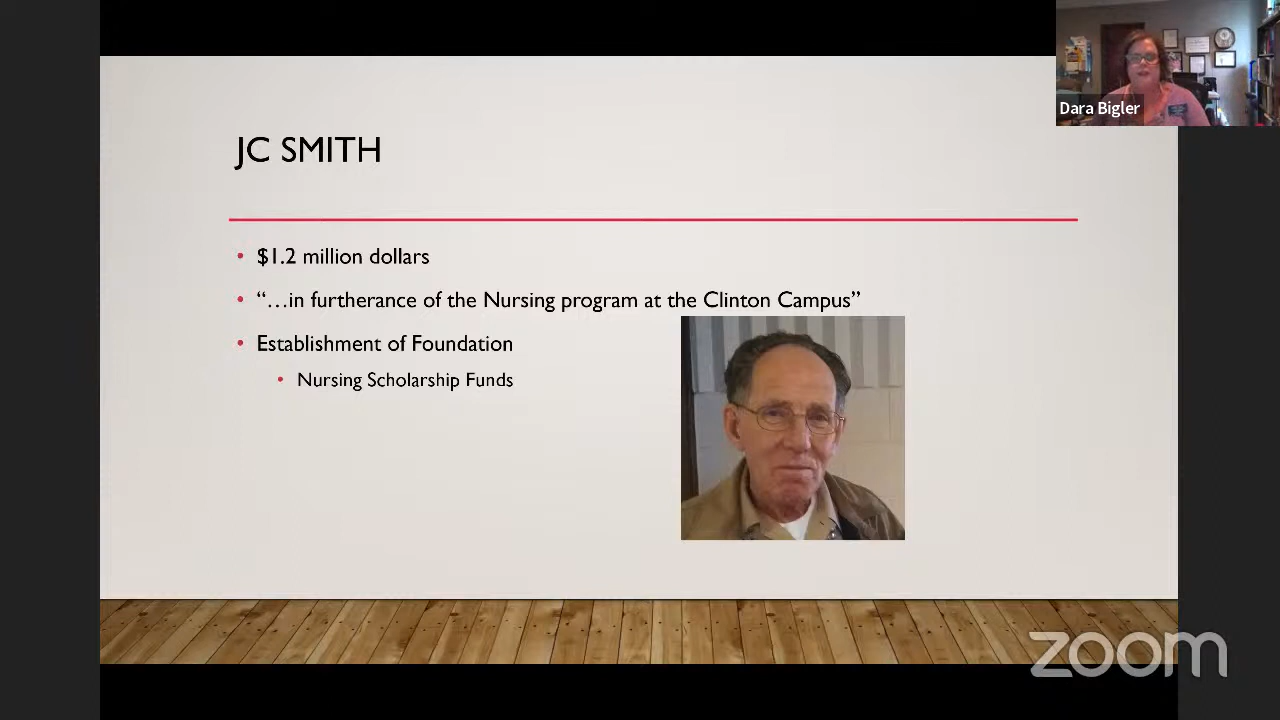 JC SMITH
Dara Bigler
• $1.2 million dollars
• “…in furtherance of the Nursing program at the Clinton Campus”
• Establishment of Foundation
• Nursing Scholarship Funds
zoom